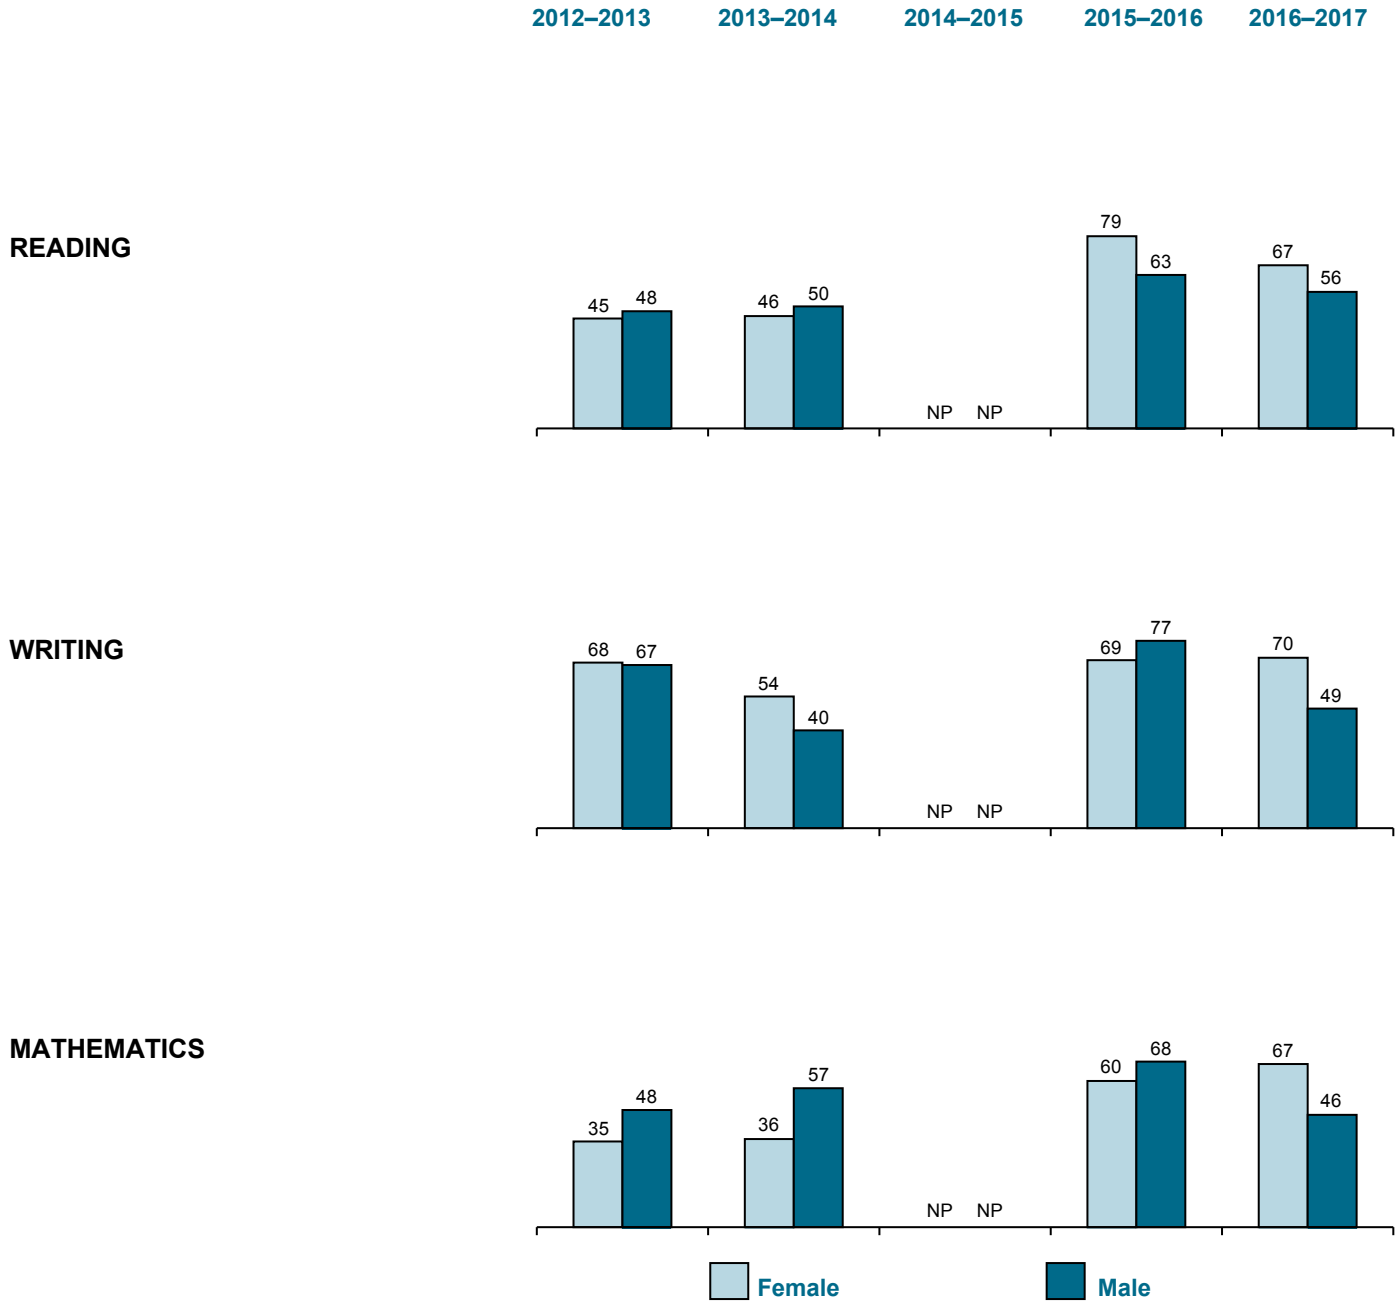 2012–2013 2013–2014 2014–2015 2015–2016 2016–2017
READING
45 48 46 50 NP NP 79 63 67 56
WRITING
68 67 54 40 NP NP 69 77 70 49
MATHEMATICS
35 48 36 57 NP NP 60 68 67 46
Female Male